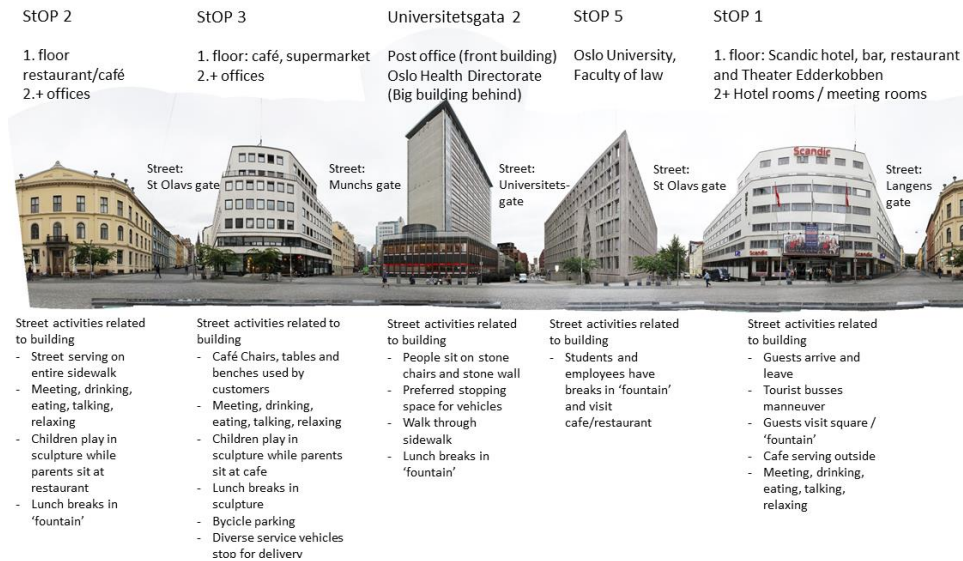 StOP 2
1. floor
restaurant/café
2.+ offices
StOP 3
1. floor: café, supermarket
2.+ offices
Universitetsgata 2
Post office (front building)
Oslo Health Directorate
(Big building behind)
StOP 5
Oslo University,
Faculty of law
StOP 1
1. floor: Scandic hotel, bar, restaurant
and Theater Edderkobben
2+ Hotel rooms / meeting rooms
Street:
St Olavs gate
Street:
Munchs gate
Street:
Universitets-
gate
Street:
St Olavs gate
Street:
Langens
gate
Scandic
Scandic
Scandic
Street activities related
to building
- Street serving on
entire sidewalk
- Meeting, drinking,
eating, talking,
relaxing
- Children play in
sculpture while
parents sit at
restaurant
- Lunch breaks in
‘fountain’
Street activities related to
building
- Café Chairs, tables and
benches used by
customers
- Meeting, drinking,
eating, talking, relaxing
- Children play in
sculpture while parents
sit at cafe
- Lunch breaks in
sculpture
- Bycicle parking
- Diverse service vehicles
stop for delivery
Street activities related
to building
- People sit on stone
chairs and stone wall
- Preferred stopping
space for vehicles
- Walk through
sidewalk
- Lunch breaks in
‘fountain’
Street activities related
to building
- Students and
employees have
breaks in ‘fountain’
and visit
cafe/restaurant
Street activities related
to building
- Guests arrive and
leave
- Tourist busses
manneuver
- Guests visit square /
‘fountain’
- Cafe serving outside
- Meeting, drinking,
eating, talking,
relaxing